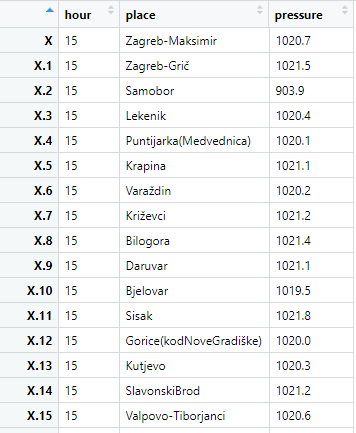 hour place pressure
X 15 Zagreb-Maksimir 1020.7
X.1 15 Zagreb-Grič 1021.5
X.2 15 Samobor 903.9
X.3 15 Lekenik 1020.4
X.4 15 Puntijarka(Medvednica) 1020.1
X.5 15 Krapina 1021.1
X.6 15 Varaždin 1020.2
X.7 15 Križevci 1021.2
X.8 15 Bilogora 1021.4
X.9 15 Daruvar 1021.1
X.10 15 Bjelovar 1019.5
X.11 15 Sisak 1021.8
X.12 15 Gorice(kodNoveGradiške) 1020.0
X.13 15 Kutjevo 1020.3
X.14 15 SlavonskiBrod 1021.2
X.15 15 Valpovo-Tiborjanci 1020.6